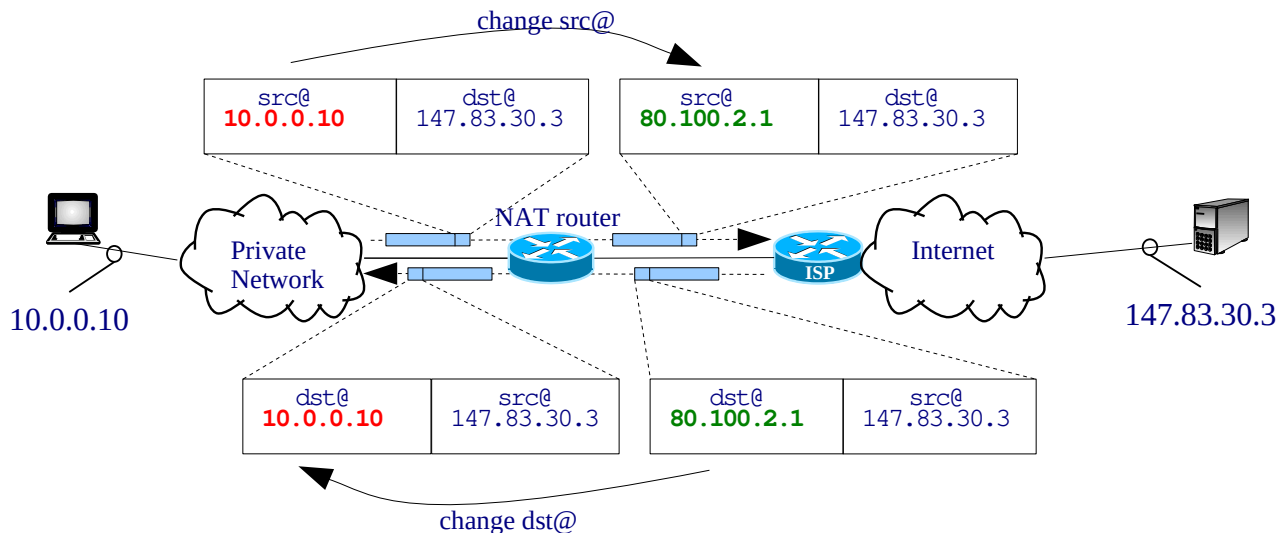 change src@
src@ dst@ src@ dst@
10.0.0.10 147.83.30.3 80.100.2.1 147.83.30.3
NAT router
Private
Network
Internet
ISP
10.0.0.10
147.83.30.3
dst@ src@ dst@ src@
10.0.0.10 147.83.30.3 80.100.2.1 147.83.30.3
change dst@